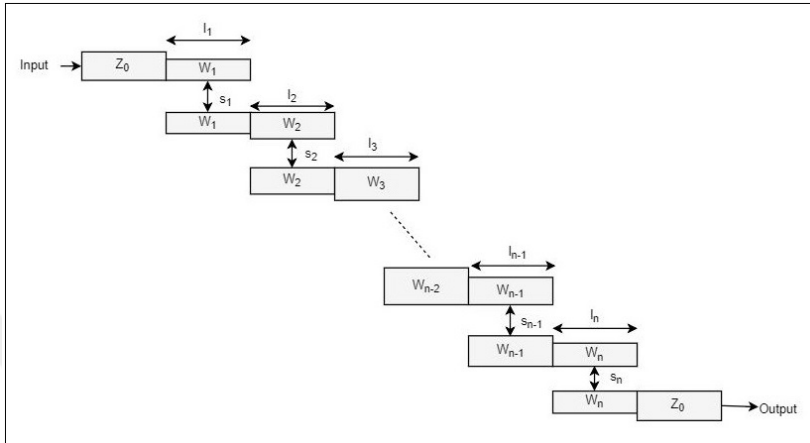 l₁
Input
Z₀
W₁
s₁
l₂
W₁
W₂
s₂
l₃
W₂
W₃
lₙ₋₁
Wₙ₋₂
Wₙ₋₁
sₙ₋₁
lₙ
Wₙ₋₁
Wₙ
sₙ
Wₙ
Z₀
Output